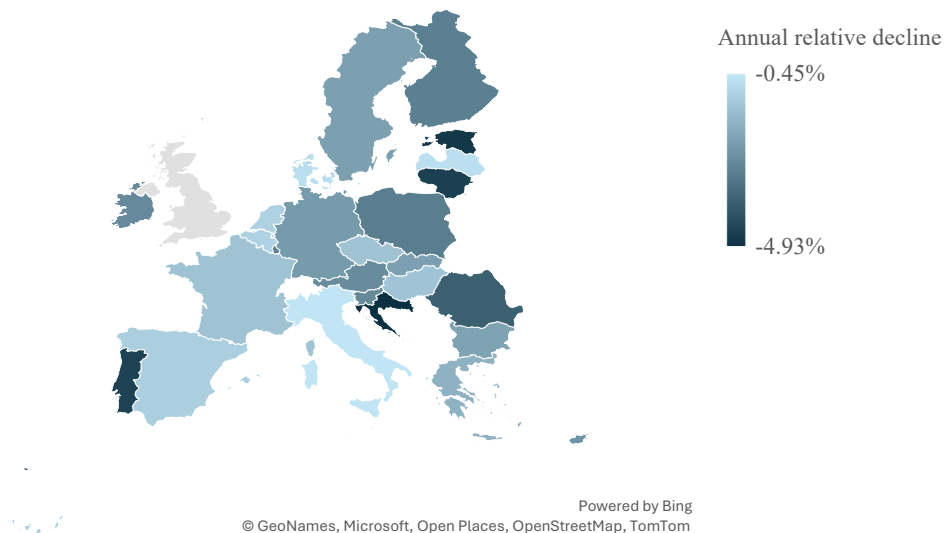 Annual relative decline
-0.45%
-4.93%
Powered by Bing
© GeoNames, Microsoft, Open Places, OpenStreetMap, TomTom